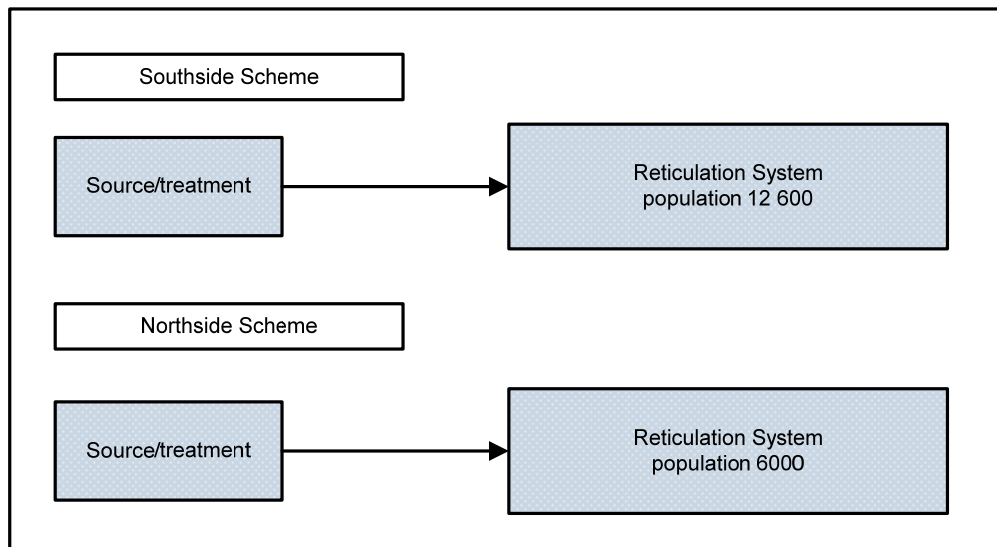 Southside Scheme
Source/treatment
Reticulation System
population 12 600
Northside Scheme
Source/treatment
Reticulation System
population 6000